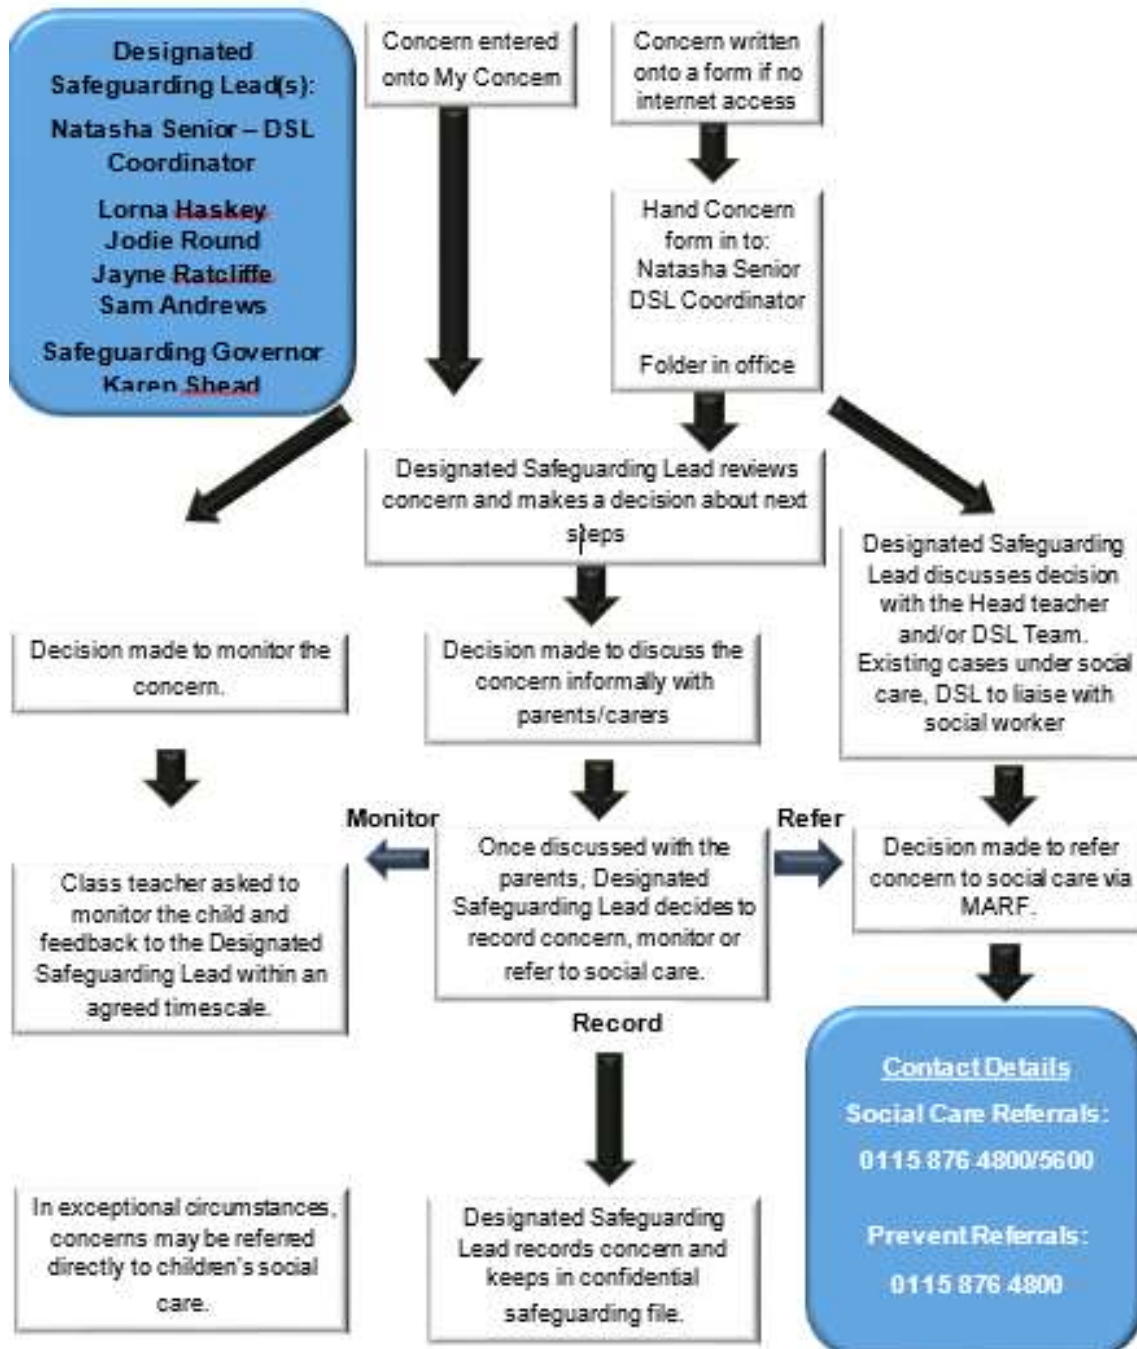 Designated
Safeguarding Lead(s):
Natasha Senior – DSL
Coordinator
Lorna Haskey
Jodie Round
Jayne Ratcliffe
Sam Andrews
Safeguarding Governor
Karen Shead
Concern entered
onto My Concern
Concern written
onto a form if no
internet access
Hand Concern
form in to:
Natasha Senior
DSL Coordinator
Folder in office
Designated Safeguarding Lead reviews
concern and makes a decision about next
steps
Decision made to monitor the
concern.
Decision made to discuss the
concern informally with
parents/carers
Designated Safeguarding
Lead discusses decision
with the Head teacher
and/or DSL Team.
Existing cases under social
care, DSL to liaise with
social worker
Monitor
Refer
Class teacher asked to
monitor the child and
feedback to the Designated
Safeguarding Lead within an
agreed timescale.
Once discussed with the
parents, Designated
Safeguarding Lead decides to
record concern, monitor or
refer to social care.
Decision made to refer
concern to social care via
MARF.
Record
Contact Details
Social Care Referrals:
0115 876 4800/5600
Prevent Referrals:
0115 876 4800
In exceptional circumstances,
concerns may be referred
directly to children's social
care.
Designated Safeguarding
Lead records concern and
keeps in confidential
safeguarding file.